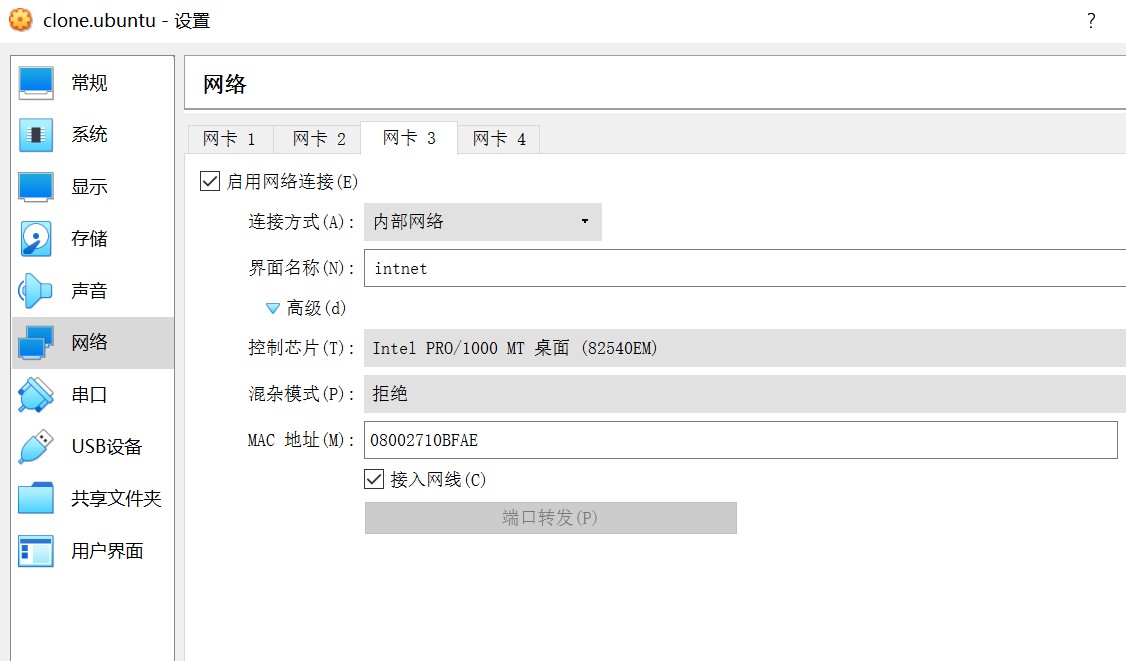 clone.ubuntu - 设置 ?
常规
系统
显示
存储
声音
网络
串口
USB设备
共享文件夹
用户界面
网络
网卡 1 网卡 2 网卡 3 网卡 4
启用网络连接(E)
连接方式(A): 内部网络
界面名称(N): intnet
高级(d)
控制芯片(T): Intel PRO/1000 MT 桌面 (82540EM)
混杂模式(P): 拒绝
MAC 地址(M): 08002710BFAE
接入网线(C)
端口转发(P)